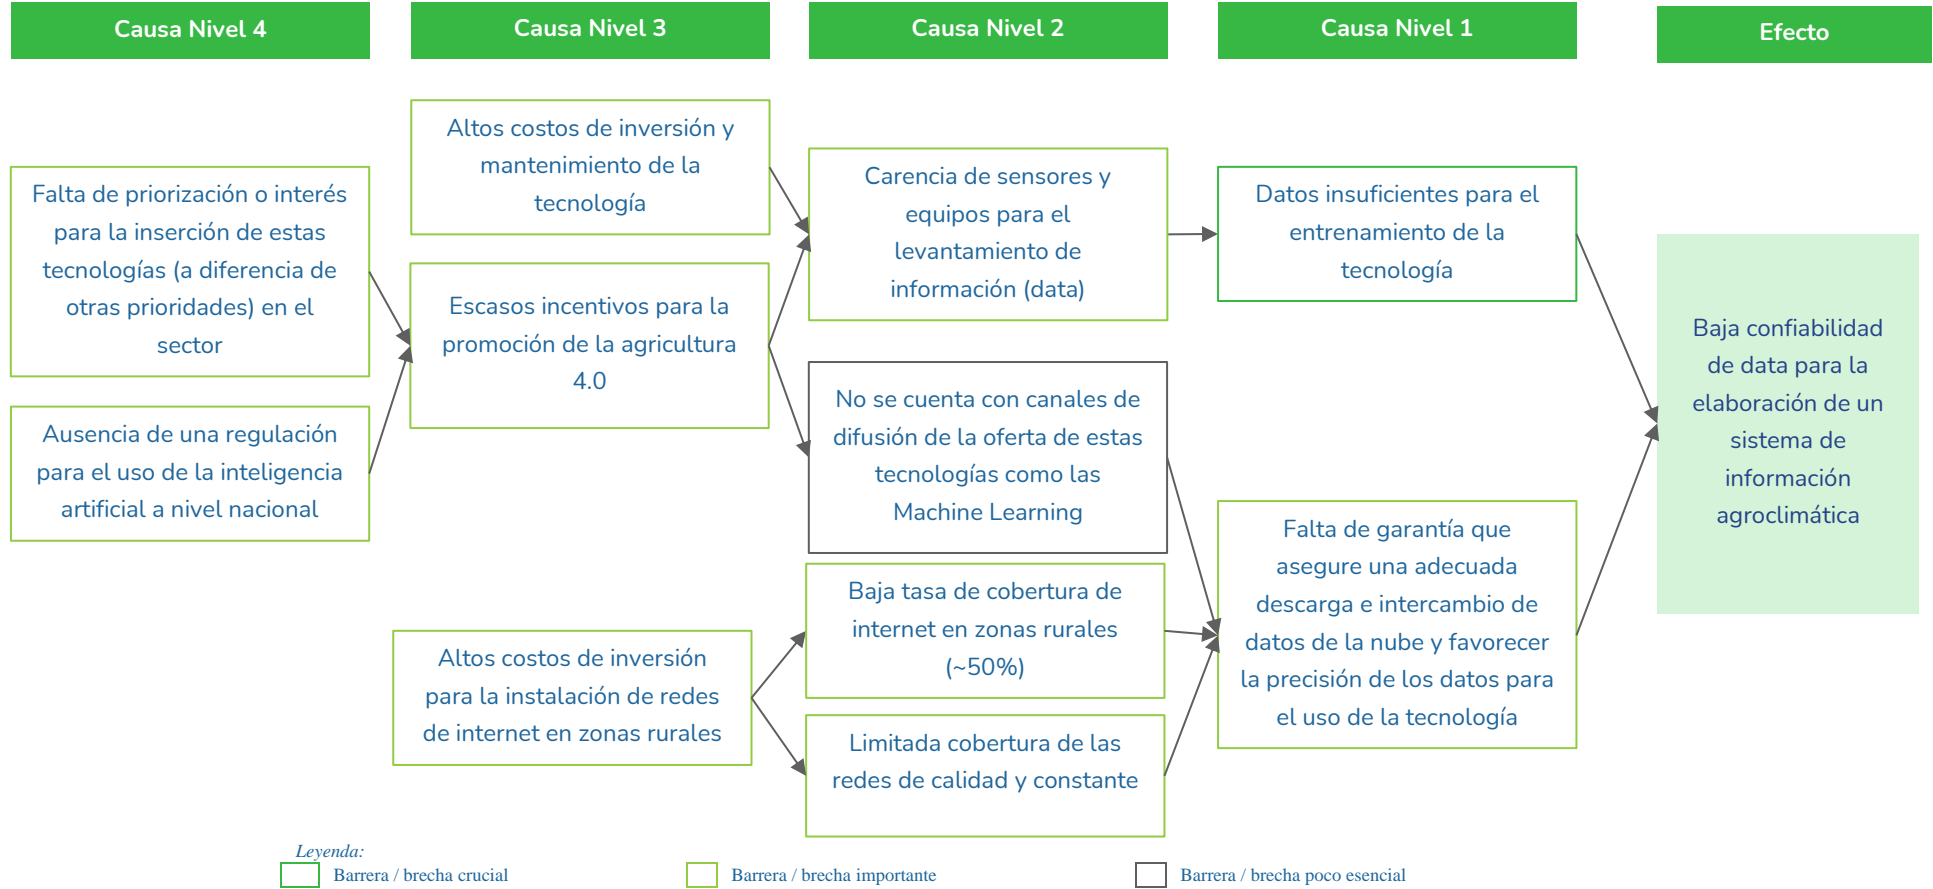 Causa Nivel 4
Causa Nivel 3
Causa Nivel 2
Causa Nivel 1
Efecto
Falta de priorización o interés
para la inserción de estas
tecnologías (a diferencia de
otras prioridades) en el
sector
Ausencia de una regulación
para el uso de la inteligencia
artificial a nivel nacional
Altos costos de inversión y
mantenimiento de la
tecnología
Escasos incentivos para la
promoción de la agricultura
4.0
Altos costos de inversión
para la instalación de redes
de internet en zonas rurales
Carencia de sensores y
equipos para el
levantamiento de
información (data)
No se cuenta con canales de
difusión de la oferta de estas
tecnologías como las
Machine Learning
Baja tasa de cobertura de
internet en zonas rurales
(~50%)
Limitada cobertura de las
redes de calidad y constante
Datos insuficientes para el
entrenamiento de la
tecnología
Falta de garantía que
asegure una adecuada
descarga e intercambio de
datos de la nube y favorecer
la precisión de los datos para
el uso de la tecnología
Baja confiabilidad
de data para la
elaboración de un
sistema de
información
agroclimática
Leyenda:
Barrera / brecha crucial
Barrera / brecha importante
Barrera / brecha poco esencial